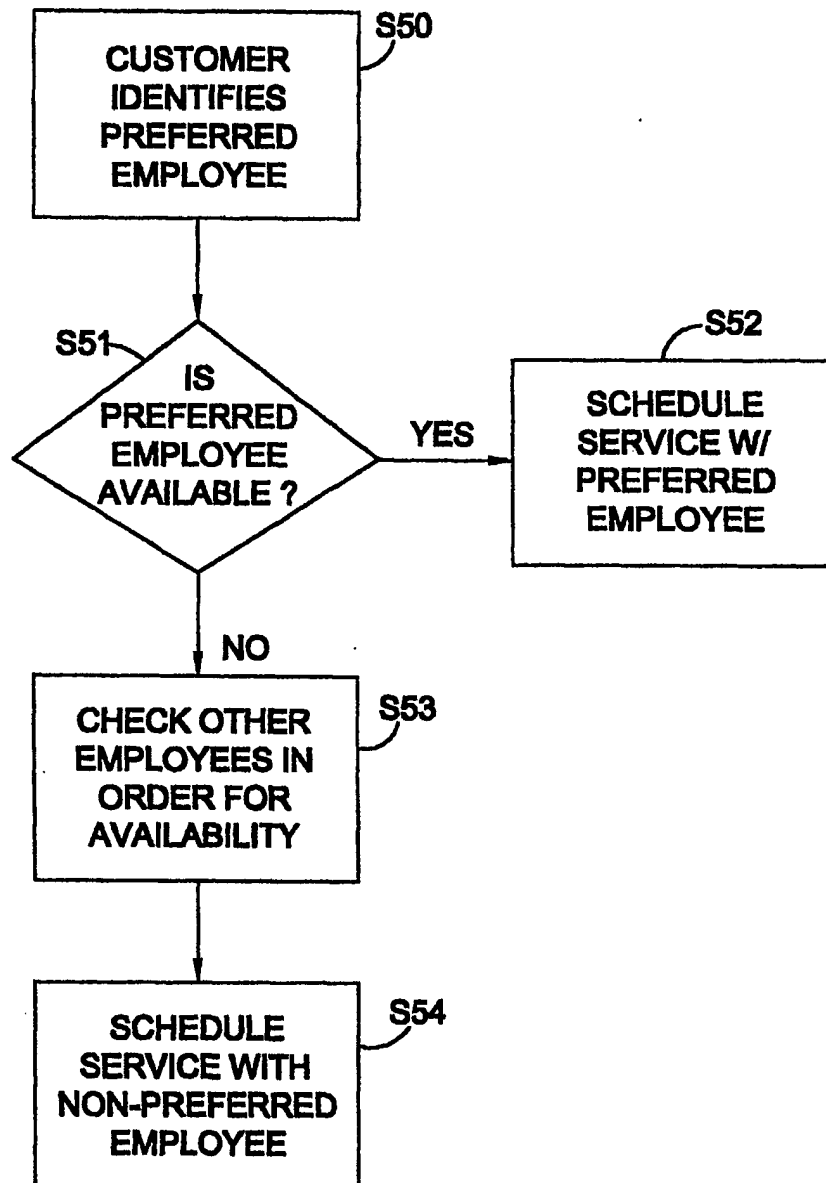 S50
CUSTOMER
IDENTIFIES
PREFERRED
EMPLOYEE
S51
IS
PREFERRED
EMPLOYEE
AVAILABLE ?
YES
S52
SCHEDULE
SERVICE W/
PREFERRED
EMPLOYEE
NO
S53
CHECK OTHER
EMPLOYEES IN
ORDER FOR
AVAILABILITY
S54
SCHEDULE
SERVICE WITH
NON-PREFERRED
EMPLOYEE